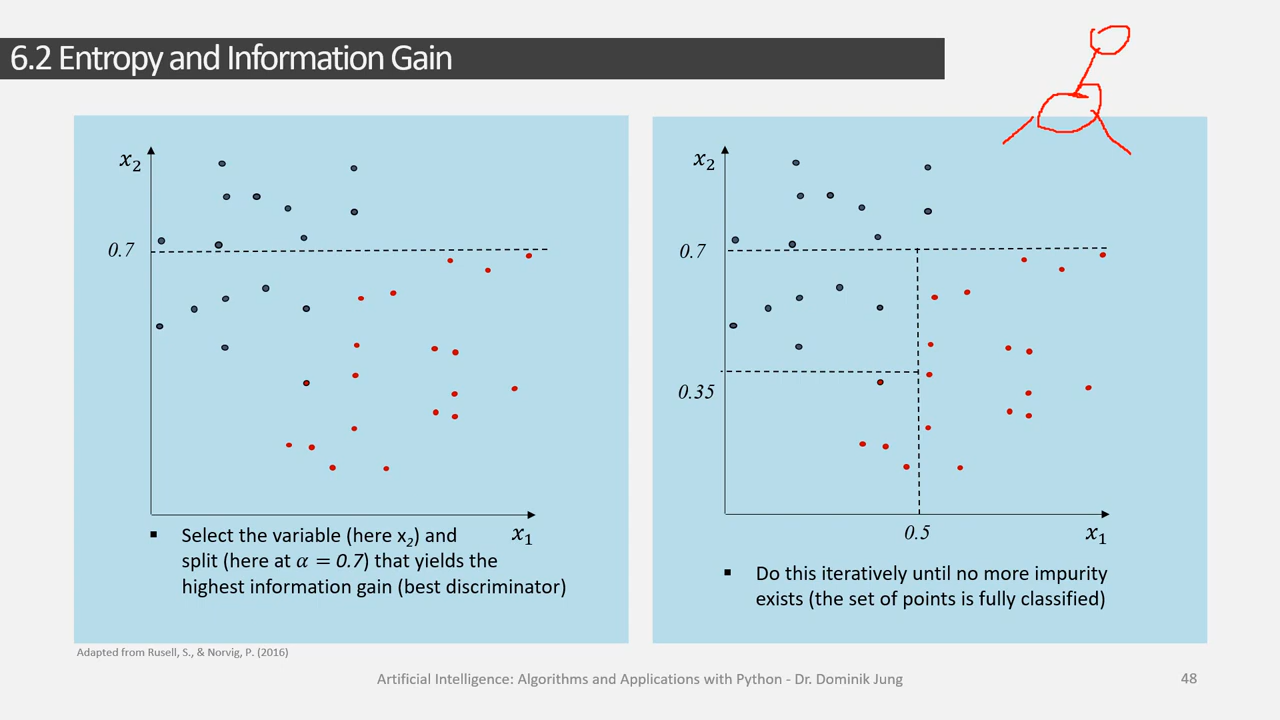 6.2 Entropy and Information Gain
x₂
0.7
x₁
▪ Select the variable (here x₂) and
split (here at α = 0.7) that yields the
highest information gain (best discriminator)
x₂
0.7
0.35
0.5
x₁
▪ Do this iteratively until no more impurity
exists (the set of points is fully classified)
Adapted from Rusell, S., & Norvig, P. (2016)
Artificial Intelligence: Algorithms and Applications with Python - Dr. Dominik Jung
48